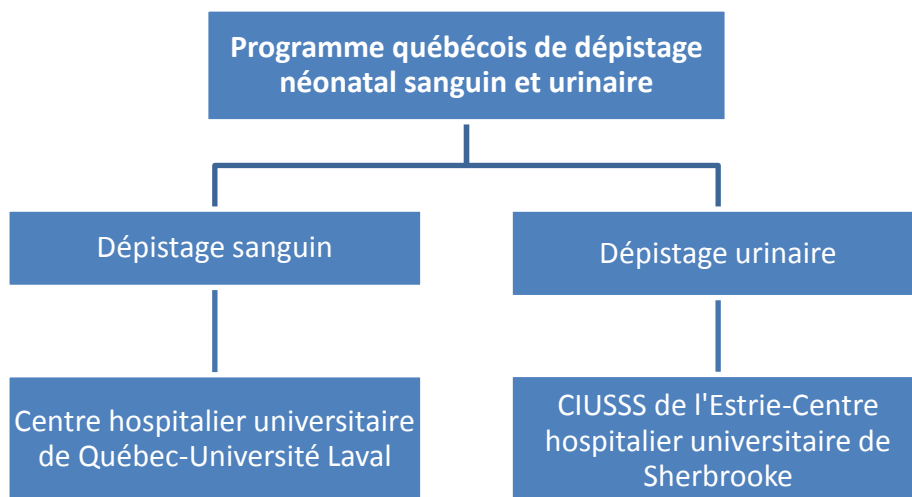 Programme québécois de dépistage
néonatal sanguin et urinaire
Dépistage sanguin
Dépistage urinaire
Centre hospitalier universitaire
de Québec-Université Laval
CIUSSS de l'Estrie-Centre
hospitalier universitaire de
Sherbrooke